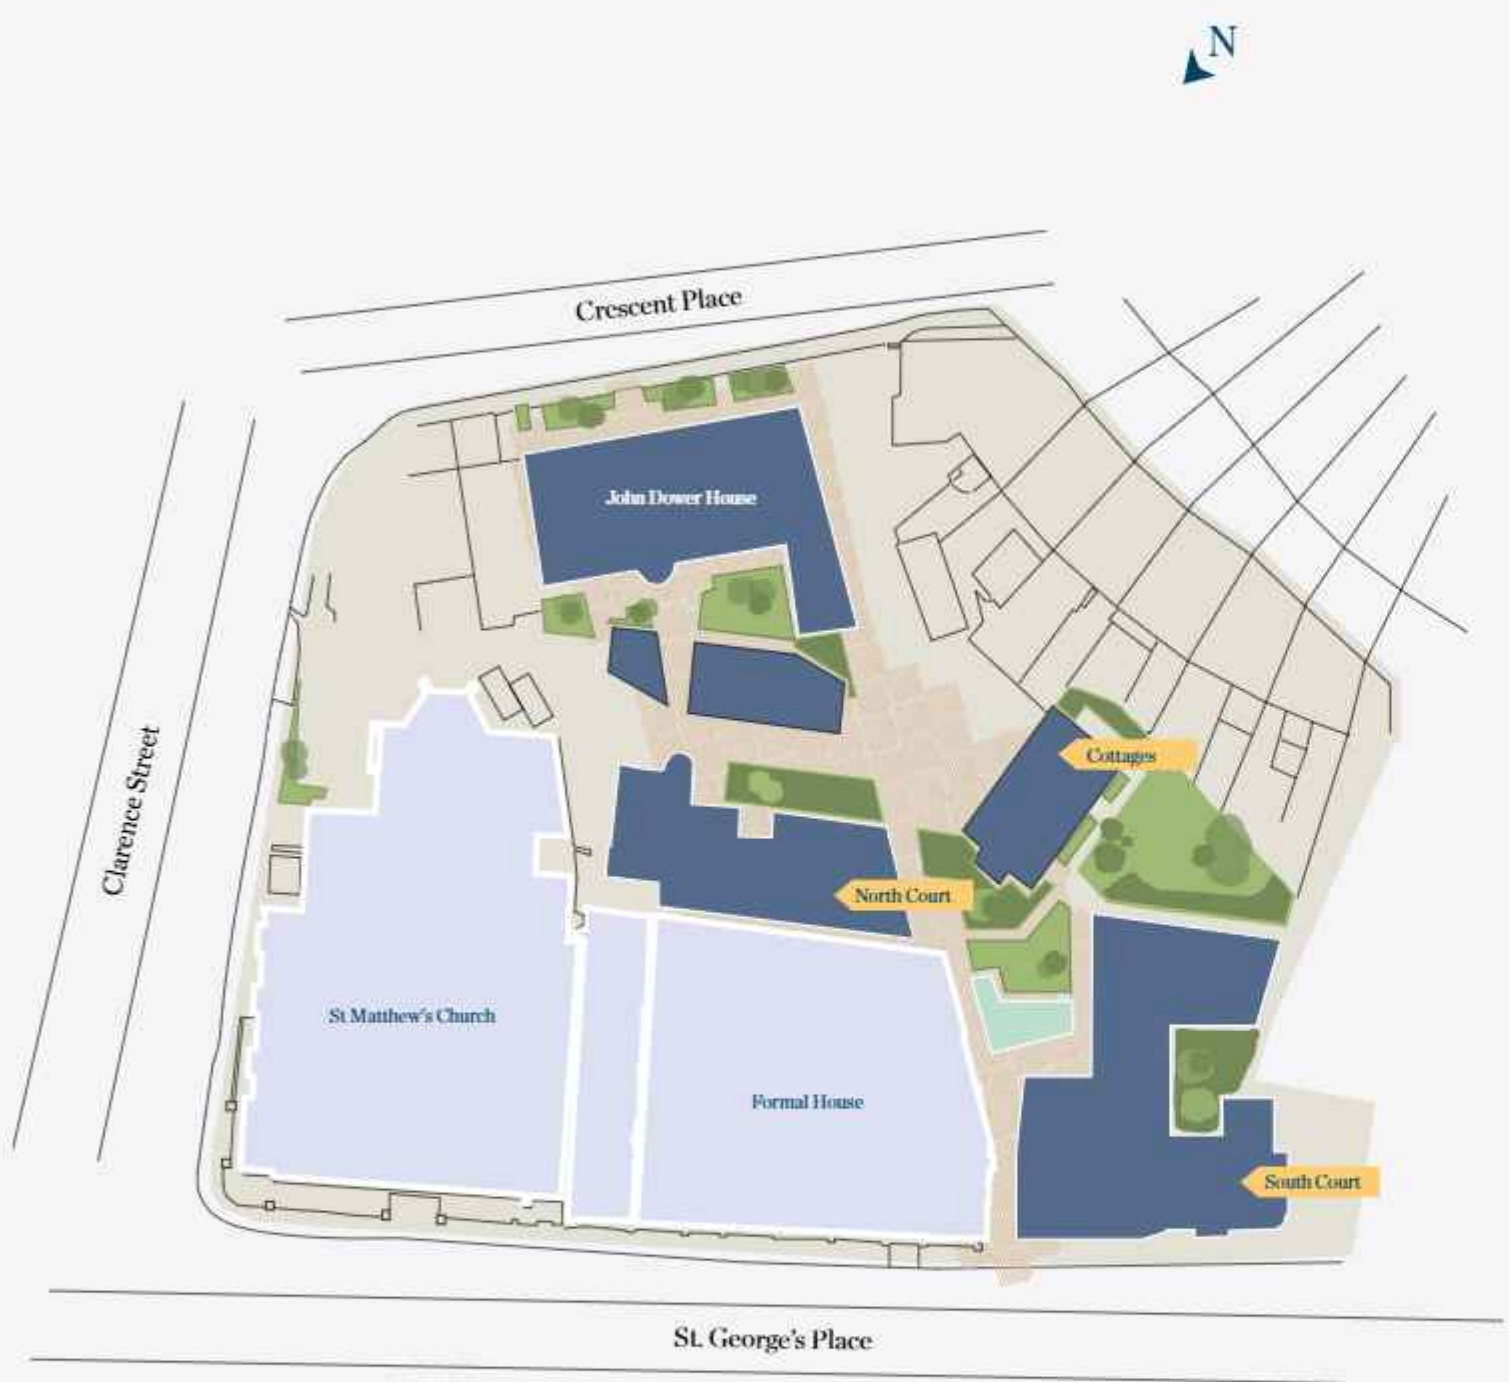 N
Crescent Place
John Dower House
Clarence Street
Cottages
North Court
St Matthew's Church
Formal House
South Court
St. George's Place